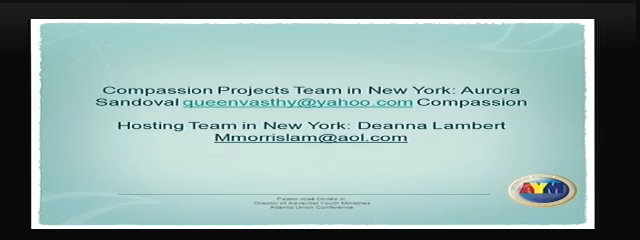 Compassion Projects Team in New York: Aurora
Sandoval queenvasthy@yahoo.com Compassion
Hosting Team in New York: Deanna Lambert
Mmorrislam@aol.com
Pastor José Cortés Jr.
Director of Adventist Youth Ministries
Atlantic Union Conference
AYM